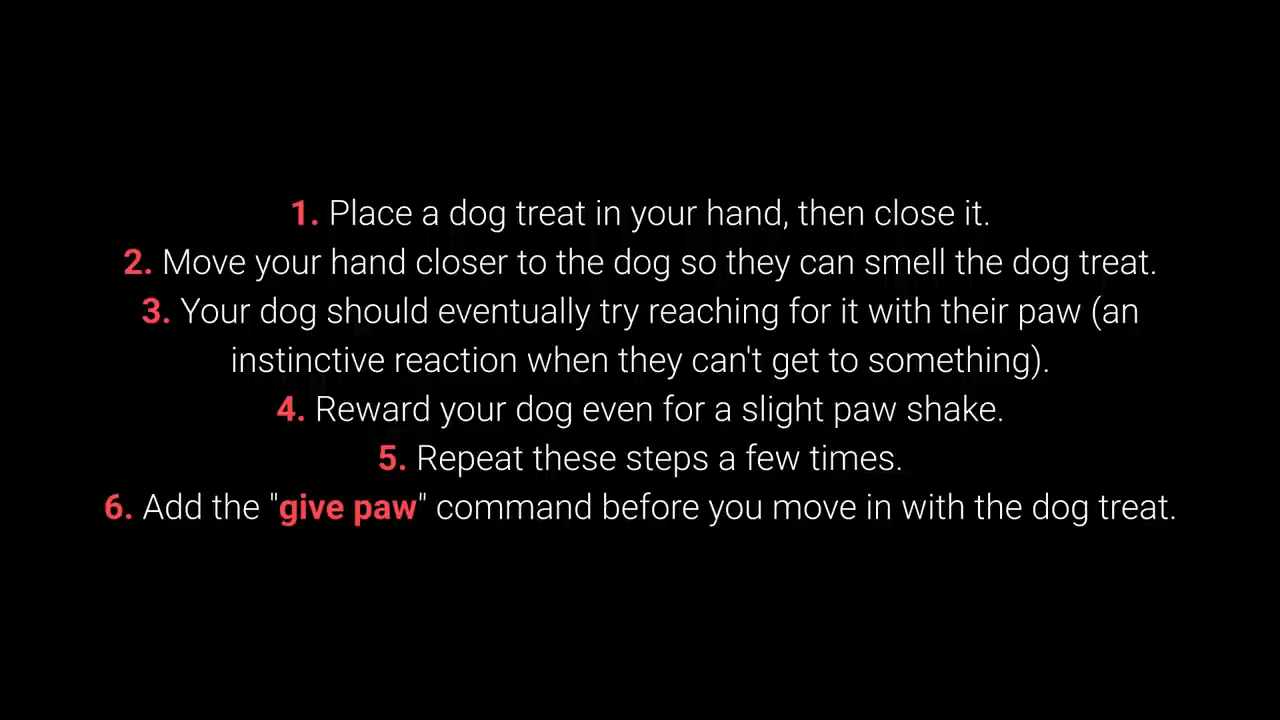 1. Place a dog treat in your hand, then close it.
2. Move your hand closer to the dog so they can smell the dog treat.
3. Your dog should eventually try reaching for it with their paw (an
instinctive reaction when they can't get to something).
4. Reward your dog even for a slight paw shake.
5. Repeat these steps a few times.
6. Add the "give paw" command before you move in with the dog treat.